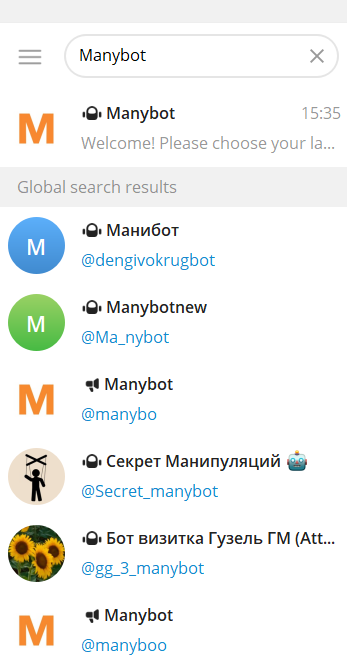 Manybot
M
Manybot 15:35
Welcome! Please choose your la...
Global search results
M
Манибот
@dengivokrugbot
M
Manybotnew
@Ma_nybot
M
Manybot
@manybo
Секрет Манипуляций 🤖
@Secret_manybot
Бот визитка Гузель ГМ (Att...
@gg_3_manybot
M
Manybot
@manyboo